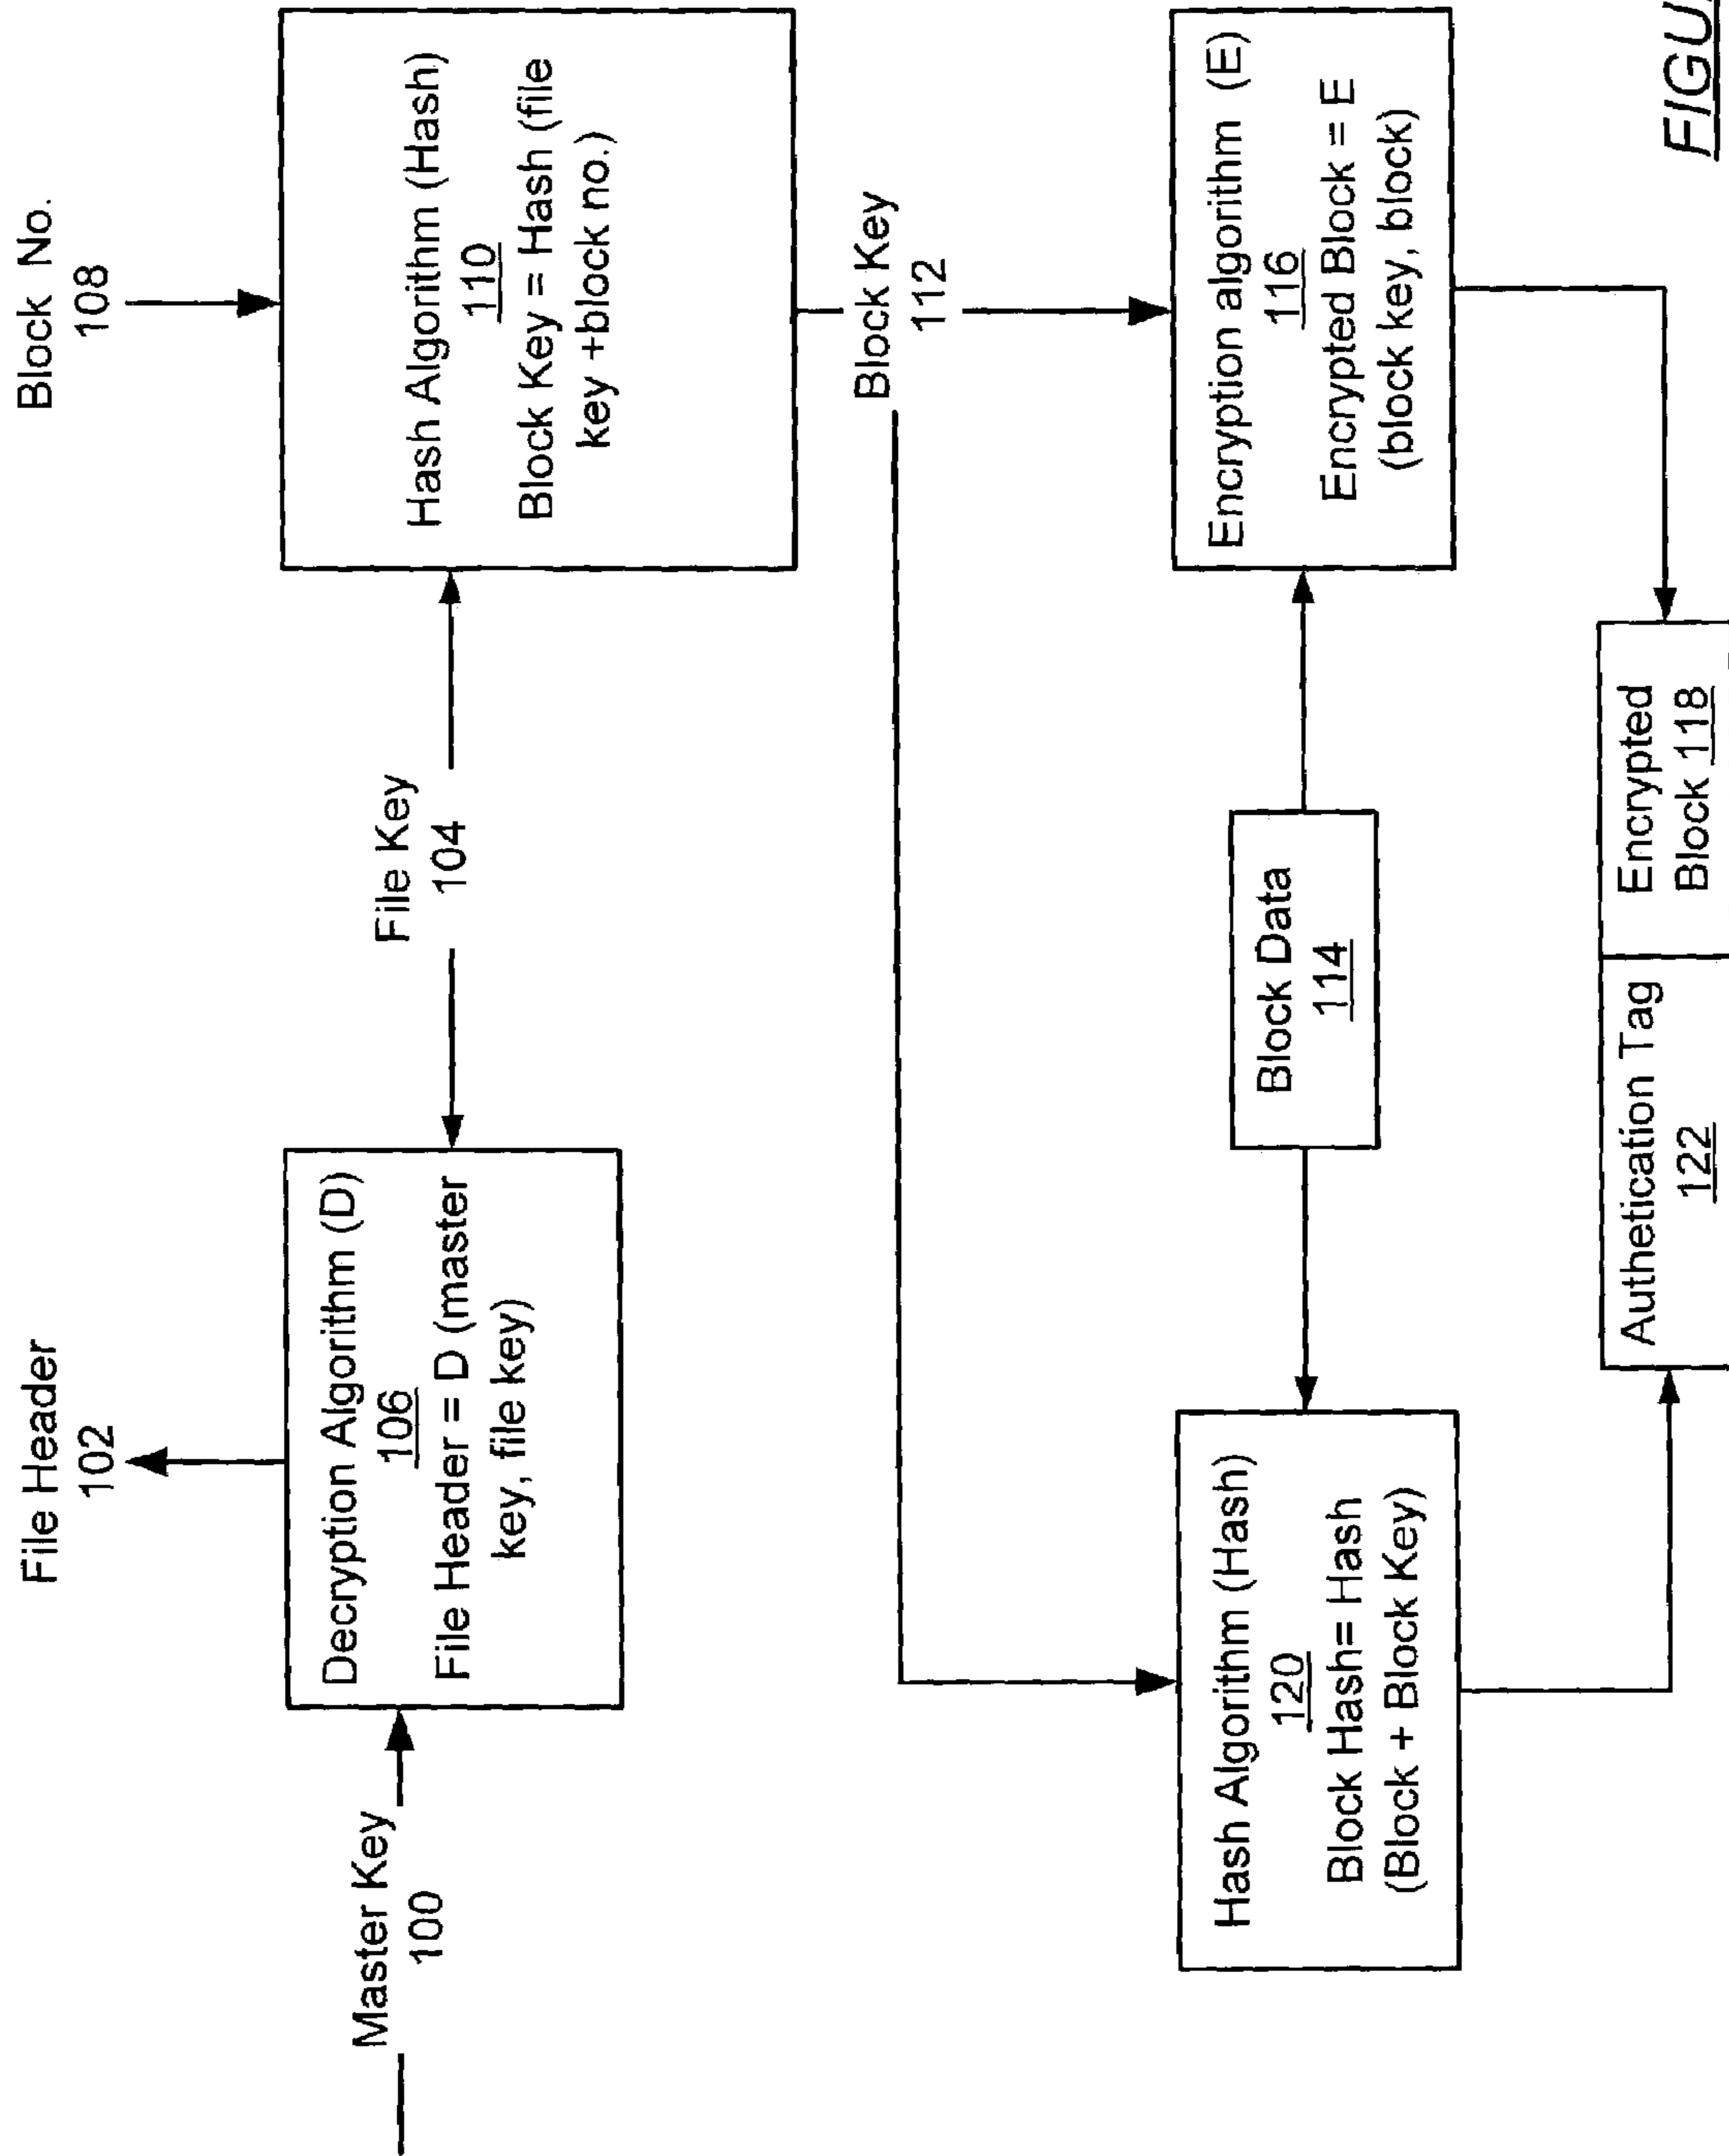 File Header
102
Block No.
108
Master Key
100
Decryption Algorithm (D)
106
File Header = D (master
key, file key)
File Key
104
Hash Algorithm (Hash)
110
Block Key = Hash (file
key +block no.)
Block Key
112
Hash Algorithm (Hash)
120
Block Hash= Hash
(Block + Block Key)
Block Data
114
Encryption algorithm (E)
116
Encrypted Block = E
(block key, block)
Authetication Tag
122
Encrypted
Block 118